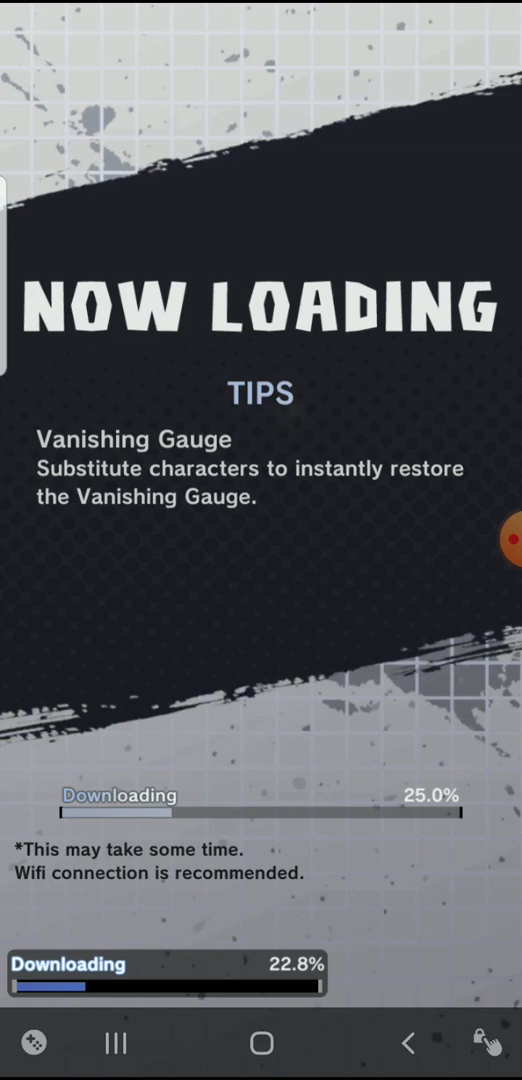 NOW LOADING
TIPS
Vanishing Gauge
Substitute characters to instantly restore
the Vanishing Gauge.
Downloading 25.0%
*This may take some time.
Wifi connection is recommended.
Downloading 22.8%